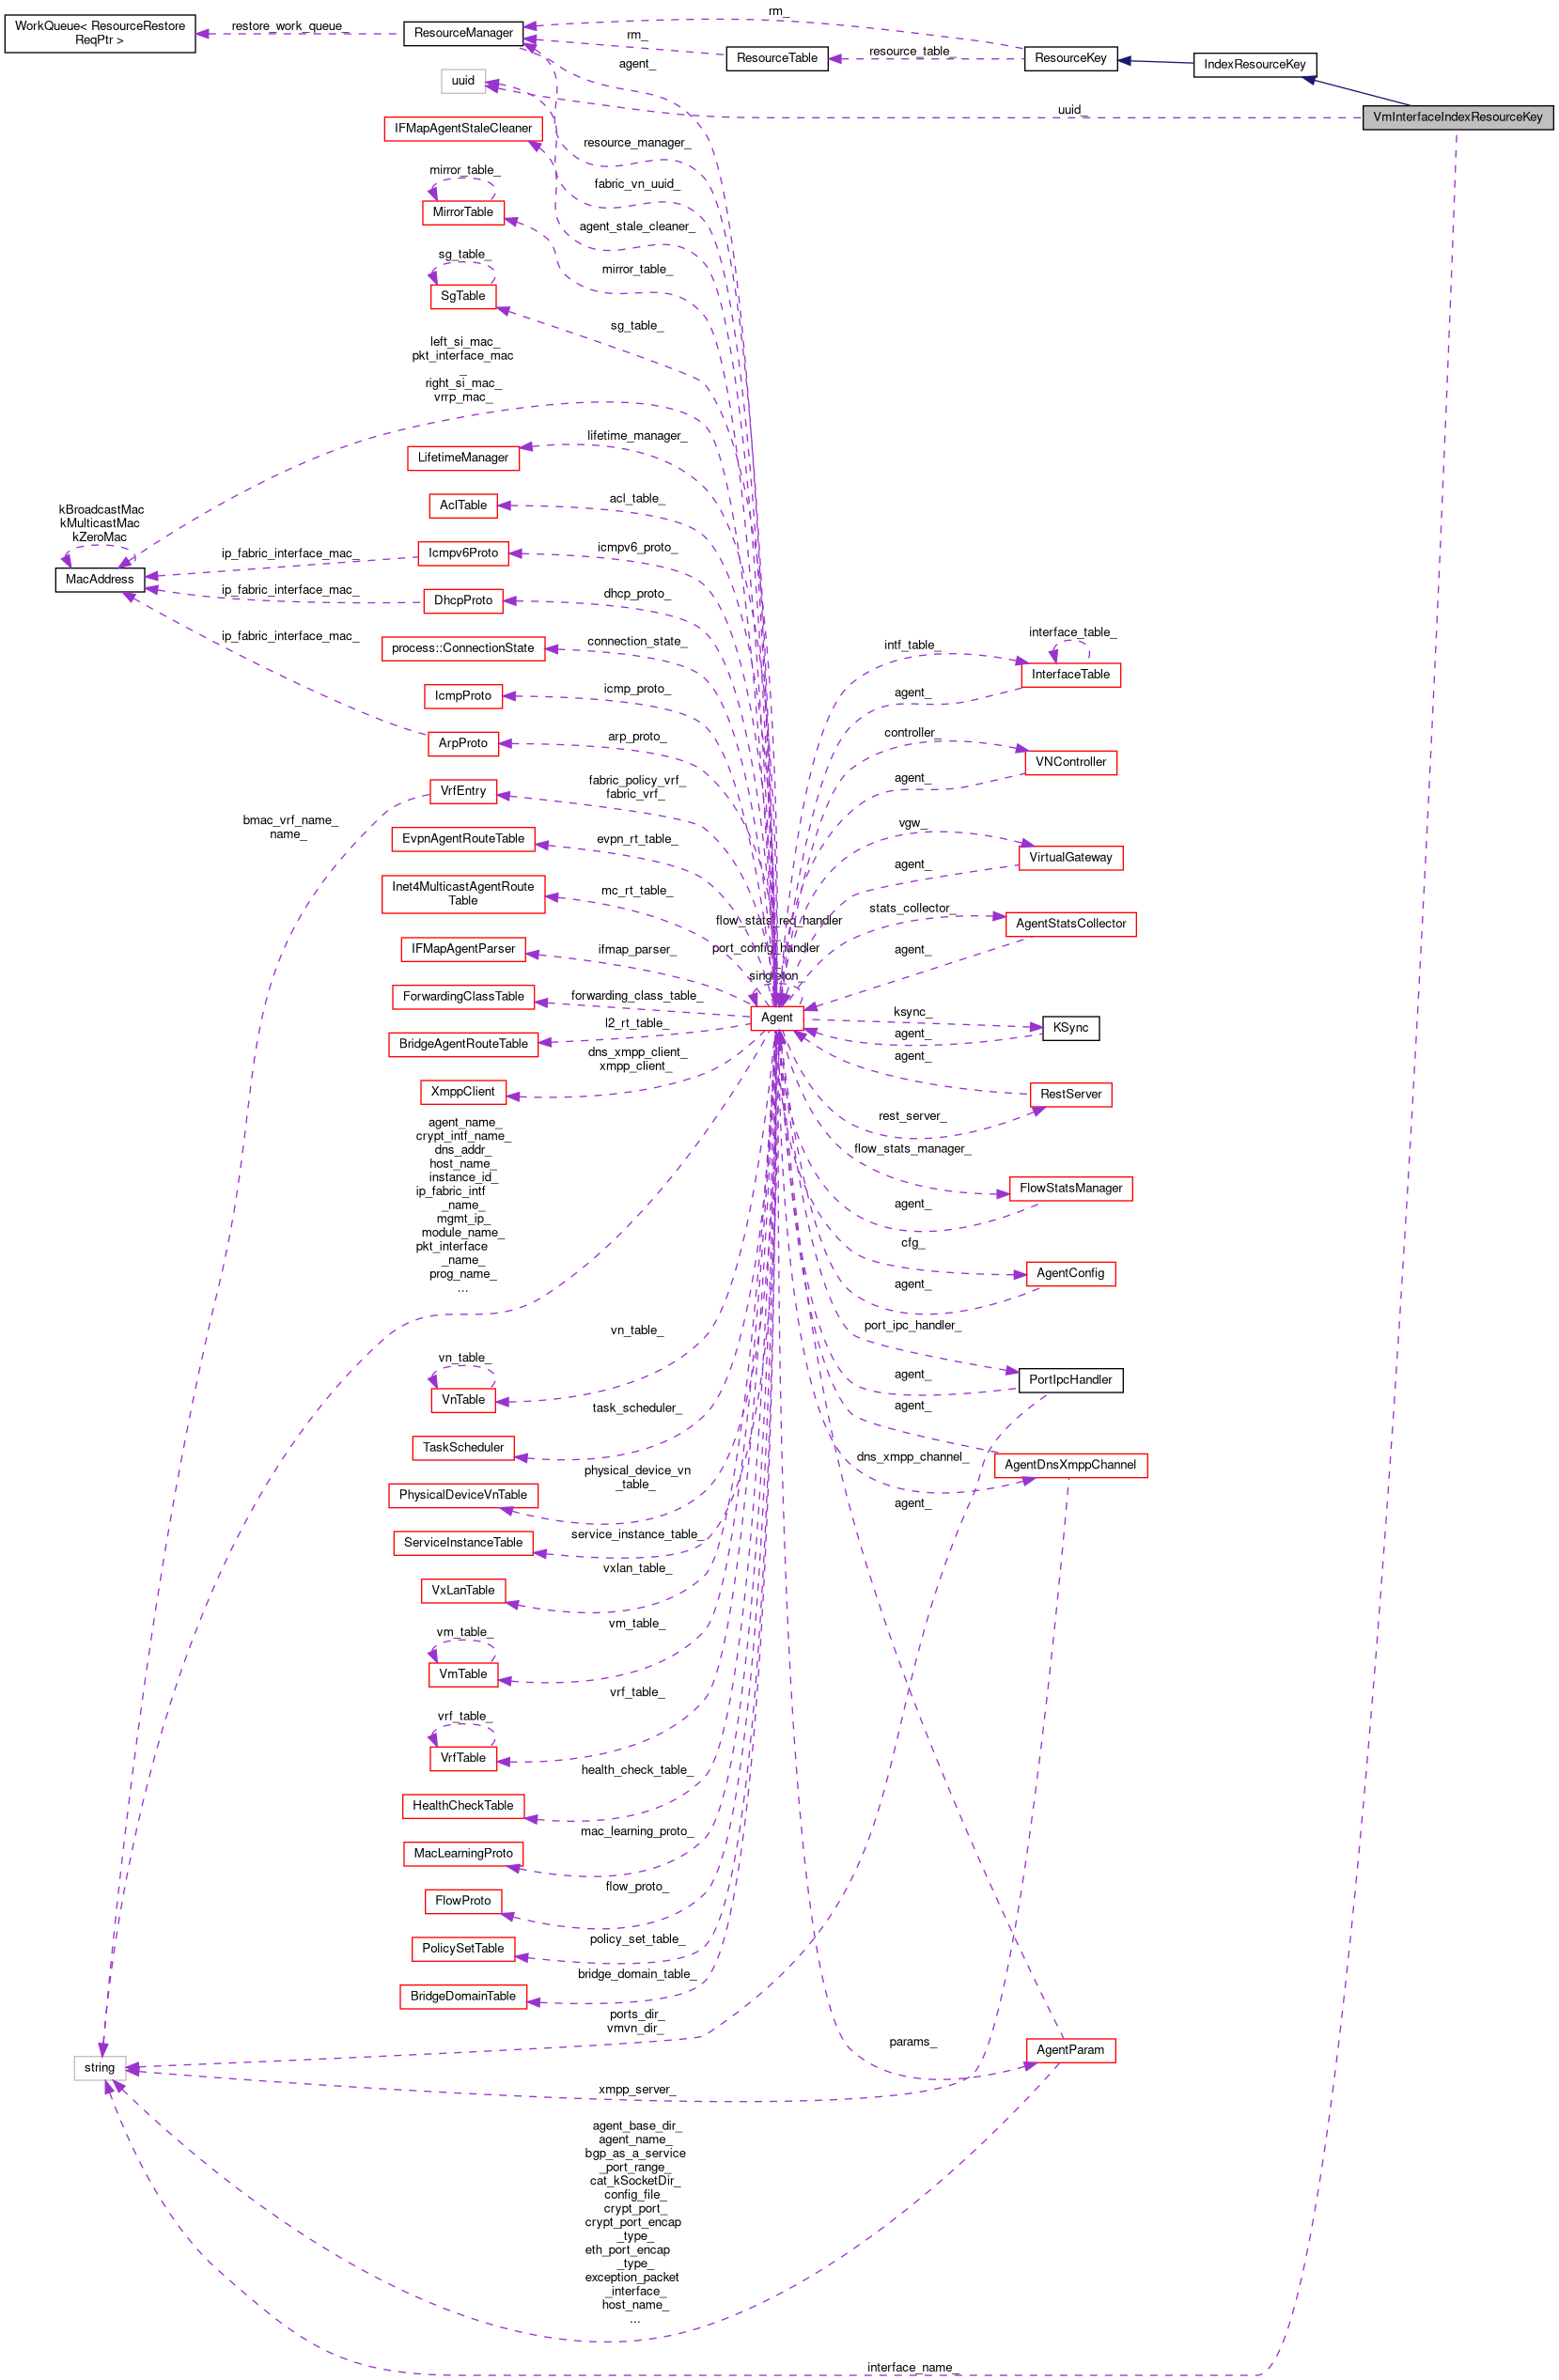 WorkQueue< ResourceRestore
ReqPtr >
restore_work_queue_
ResourceManager
rm_
rm_
agent_
ResourceTable
resource_table_
ResourceKey
IndexResourceKey
uuid
uuid_
VmInterfaceIndexResourceKey
IFMapAgentStaleCleaner
resource_manager_
mirror_table_
fabric_vn_uuid_
MirrorTable
agent_stale_cleaner_
sg_table_
mirror_table_
SgTable
sg_table_
left_si_mac_
pkt_interface_mac
_
right_si_mac_
vrrp_mac_
lifetime_manager_
LifetimeManager
acl_table_
AclTable
kBroadcastMac
kMulticastMac
kZeroMac
MacAddress
ip_fabric_interface_mac_
Icmpv6Proto
icmpv6_proto_
ip_fabric_interface_mac_
DhcpProto
dhcp_proto_
ip_fabric_interface_mac_
process::ConnectionState
connection_state_
intf_table_
interface_table_
InterfaceTable
agent_
IcmpProto
icmp_proto_
ArpProto
arp_proto_
controller_
VNController
agent_
VrfEntry
fabric_policy_vrf_
fabric_vrf_
bmac_vrf_name_
name_
EvpnAgentRouteTable
evpn_rt_table_
vgw_
VirtualGateway
agent_
Inet4MulticastAgentRoute
Table
mc_rt_table_
stats_collector_
AgentStatsCollector
agent_
flow_stats_req_handler
_
port_config_handler
_
singleton_
IFMapAgentParser
ifmap_parser_
ForwardingClassTable
forwarding_class_table_
Agent
ksync_
KSync
agent_
BridgeAgentRouteTable
l2_rt_table_
agent_
XmppClient
dns_xmpp_client_
xmpp_client_
RestServer
rest_server_
agent_name_
crypt_intf_name_
dns_addr_
host_name_
instance_id_
ip_fabric_intf
_name_
mgmt_ip_
module_name_
pkt_interface
_name_
prog_name_
...
flow_stats_manager_
FlowStatsManager
agent_
cfg_
AgentConfig
agent_
port_ipc_handler_
PortIpcHandler
agent_
agent_
vn_table_
vn_table_
VnTable
task_scheduler_
TaskScheduler
dns_xmpp_channel_
AgentDnsXmppChannel
agent_
physical_device_vn
_table_
PhysicalDeviceVnTable
service_instance_table_
ServiceInstanceTable
vxlan_table_
VxLanTable
vm_table_
vm_table_
VmTable
vrf_table_
vrf_table_
VrfTable
health_check_table_
HealthCheckTable
mac_learning_proto_
MacLearningProto
flow_proto_
FlowProto
policy_set_table_
PolicySetTable
bridge_domain_table_
BridgeDomainTable
ports_dir_
vmvn_dir_
string
params_
AgentParam
xmpp_server_
agent_base_dir_
agent_name_
bgp_as_a_service
_port_range_
cat_kSocketDir_
config_file_
crypt_port_
crypt_port_encap
_type_
eth_port_encap
_type_
exception_packet
_interface_
host_name_
...
interface_name_